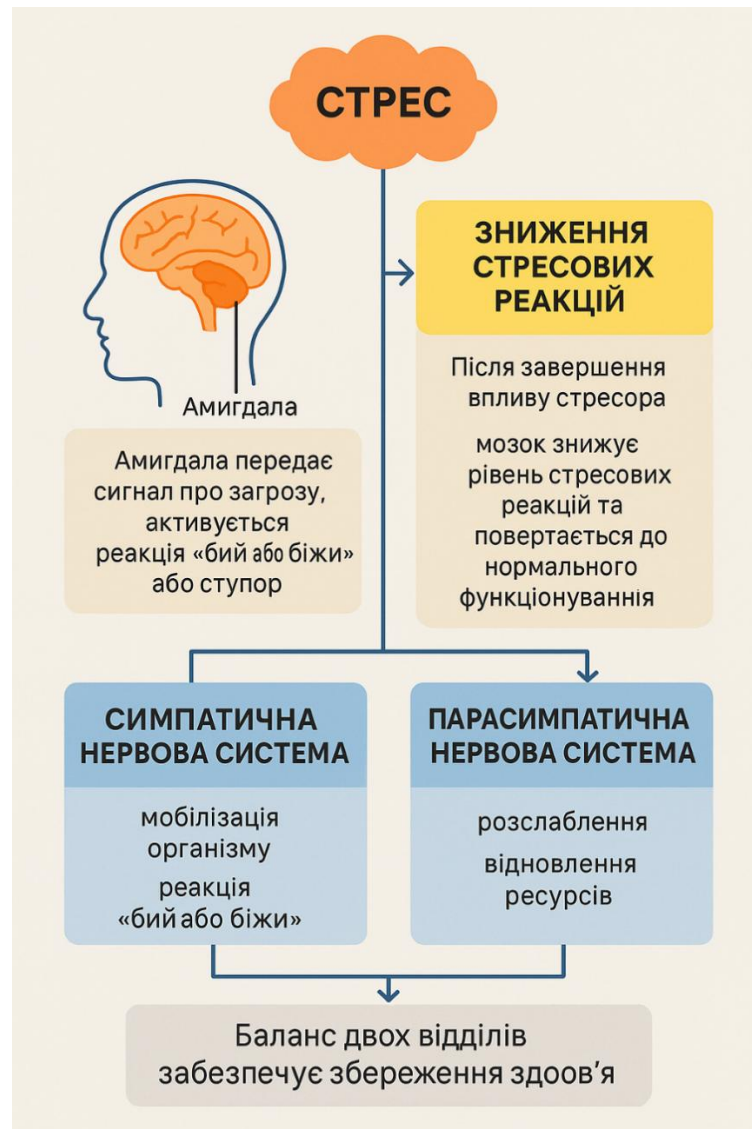 СТРЕС
Амигдала
Амигдала передає
сигнал про загрозу,
активується
реакція «бий або біжи»
або ступор
ЗНИЖЕННЯ
СТРЕСОВИХ
РЕАКЦІЙ
Після завершення
впливу стресора
мозок знижує
рівень стресових
реакцій та
повертається до
нормального
функціонуваннія
СИМПАТИЧНА
НЕРВОВА СИСТЕМА
мобілізація
організму
реакція
«бий або біжи»
ПАРАСИМПАТИЧНА
НЕРВОВА СИСТЕМА
розслаблення
відновлення
ресурсів
Баланс двох відділів
забезпечує збереження здоов’я